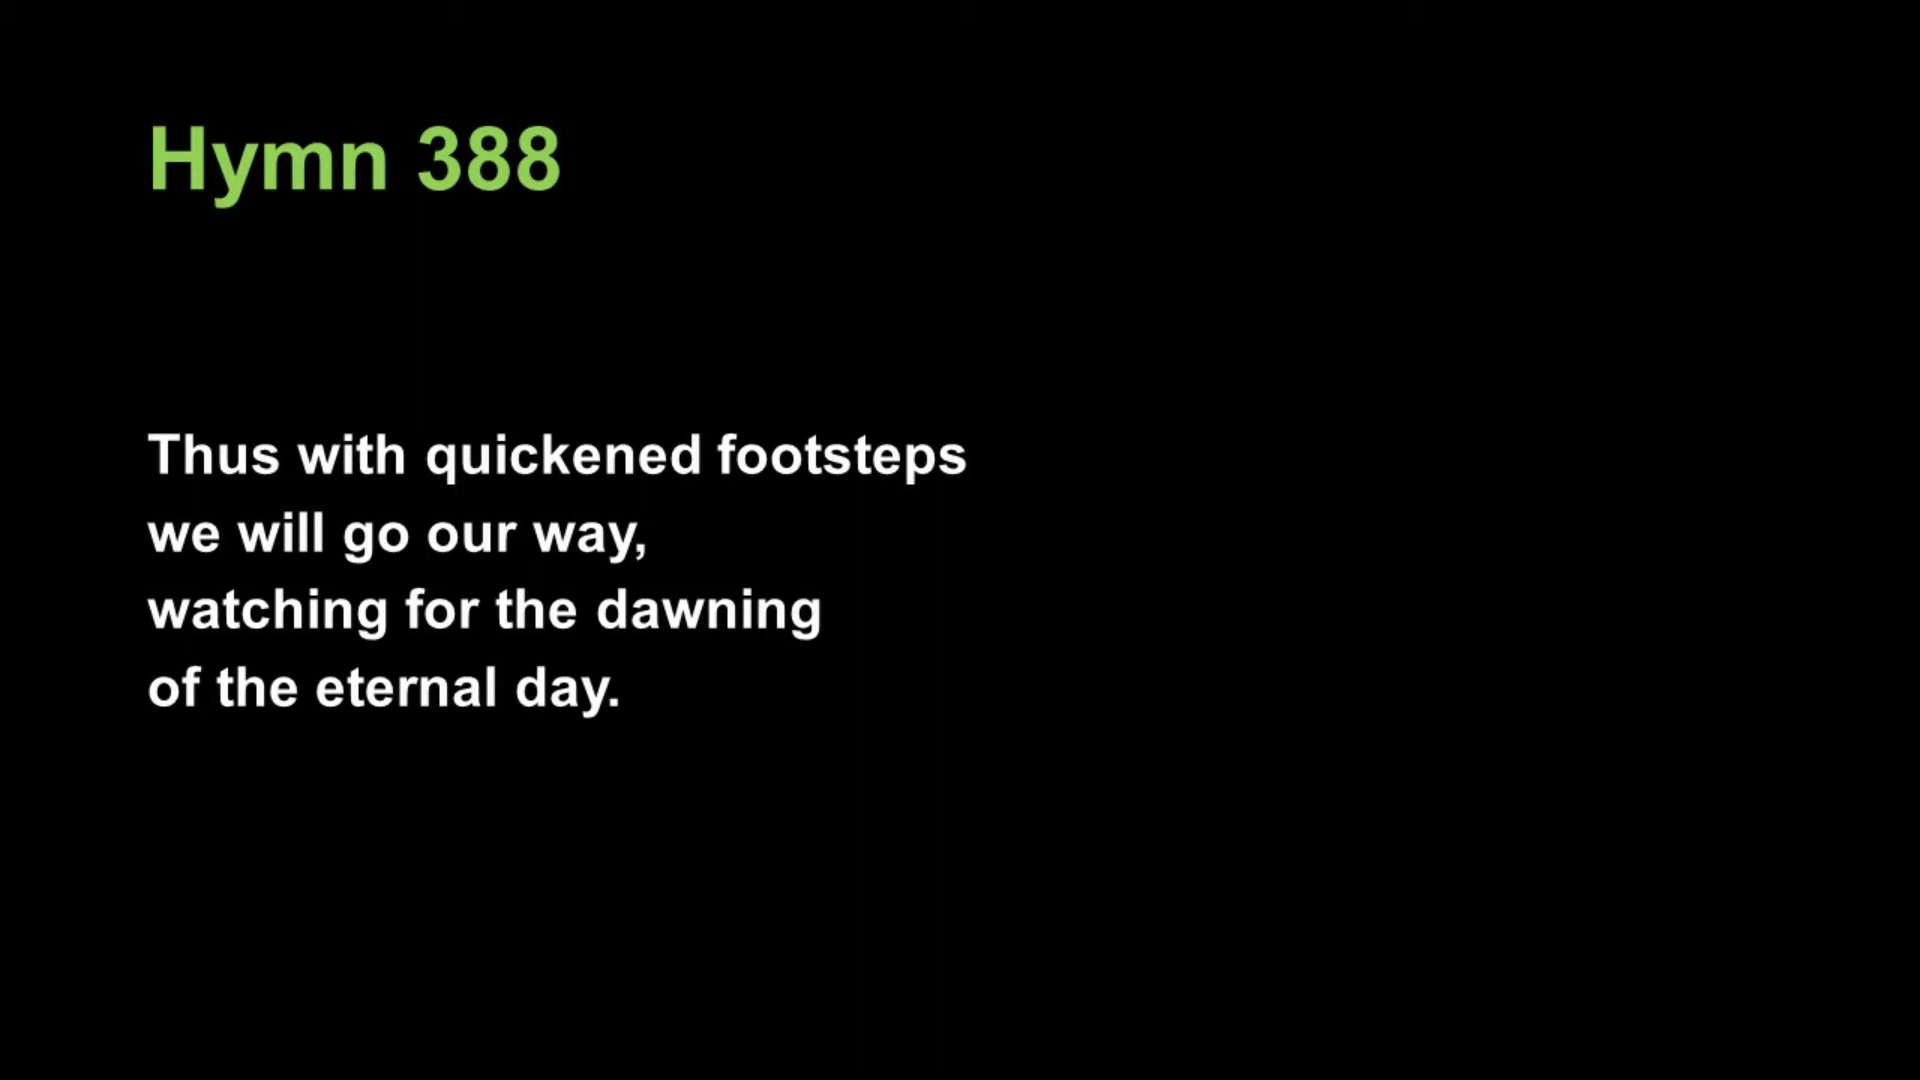 Hymn 388
Thus with quickened footsteps
we will go our way,
watching for the dawning
of the eternal day.